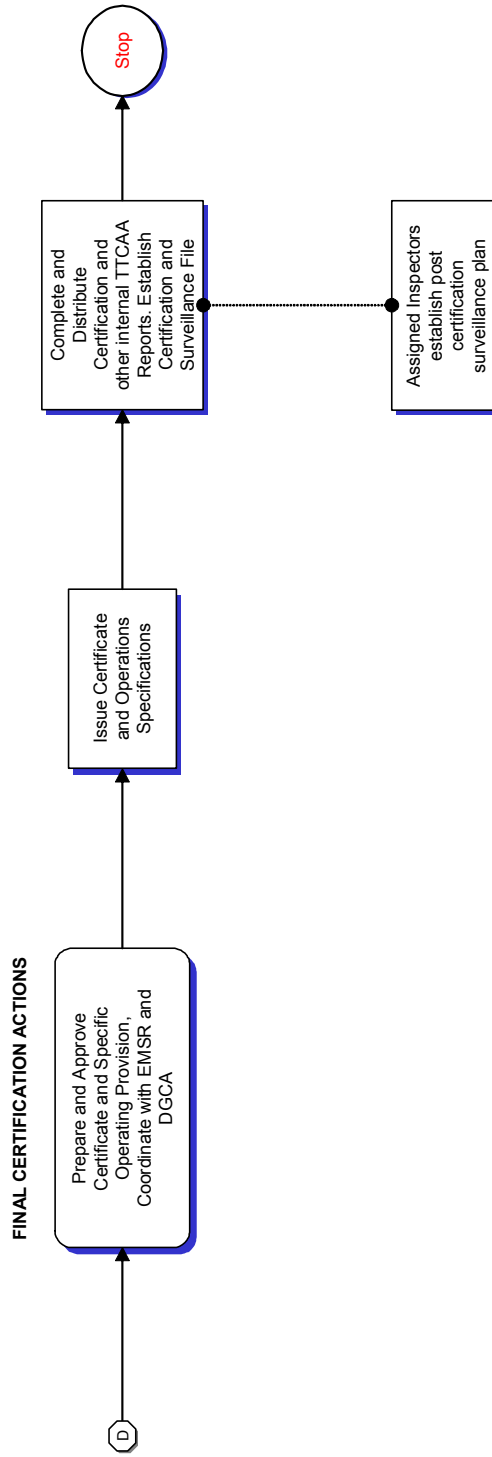 FINAL CERTIFICATION ACTIONS
D
Prepare and Approve
Certificate and Specific
Operating Provision,
Coordinate with EMSR and
DGCA
Issue Certificate
and Operations
Specifications
Complete and
Distribute
Certification and
other internal TTCAA
Reports. Establish
Certification and
Surveillance File
Stop
Assigned Inspectors
establish post
certification
surveillance plan